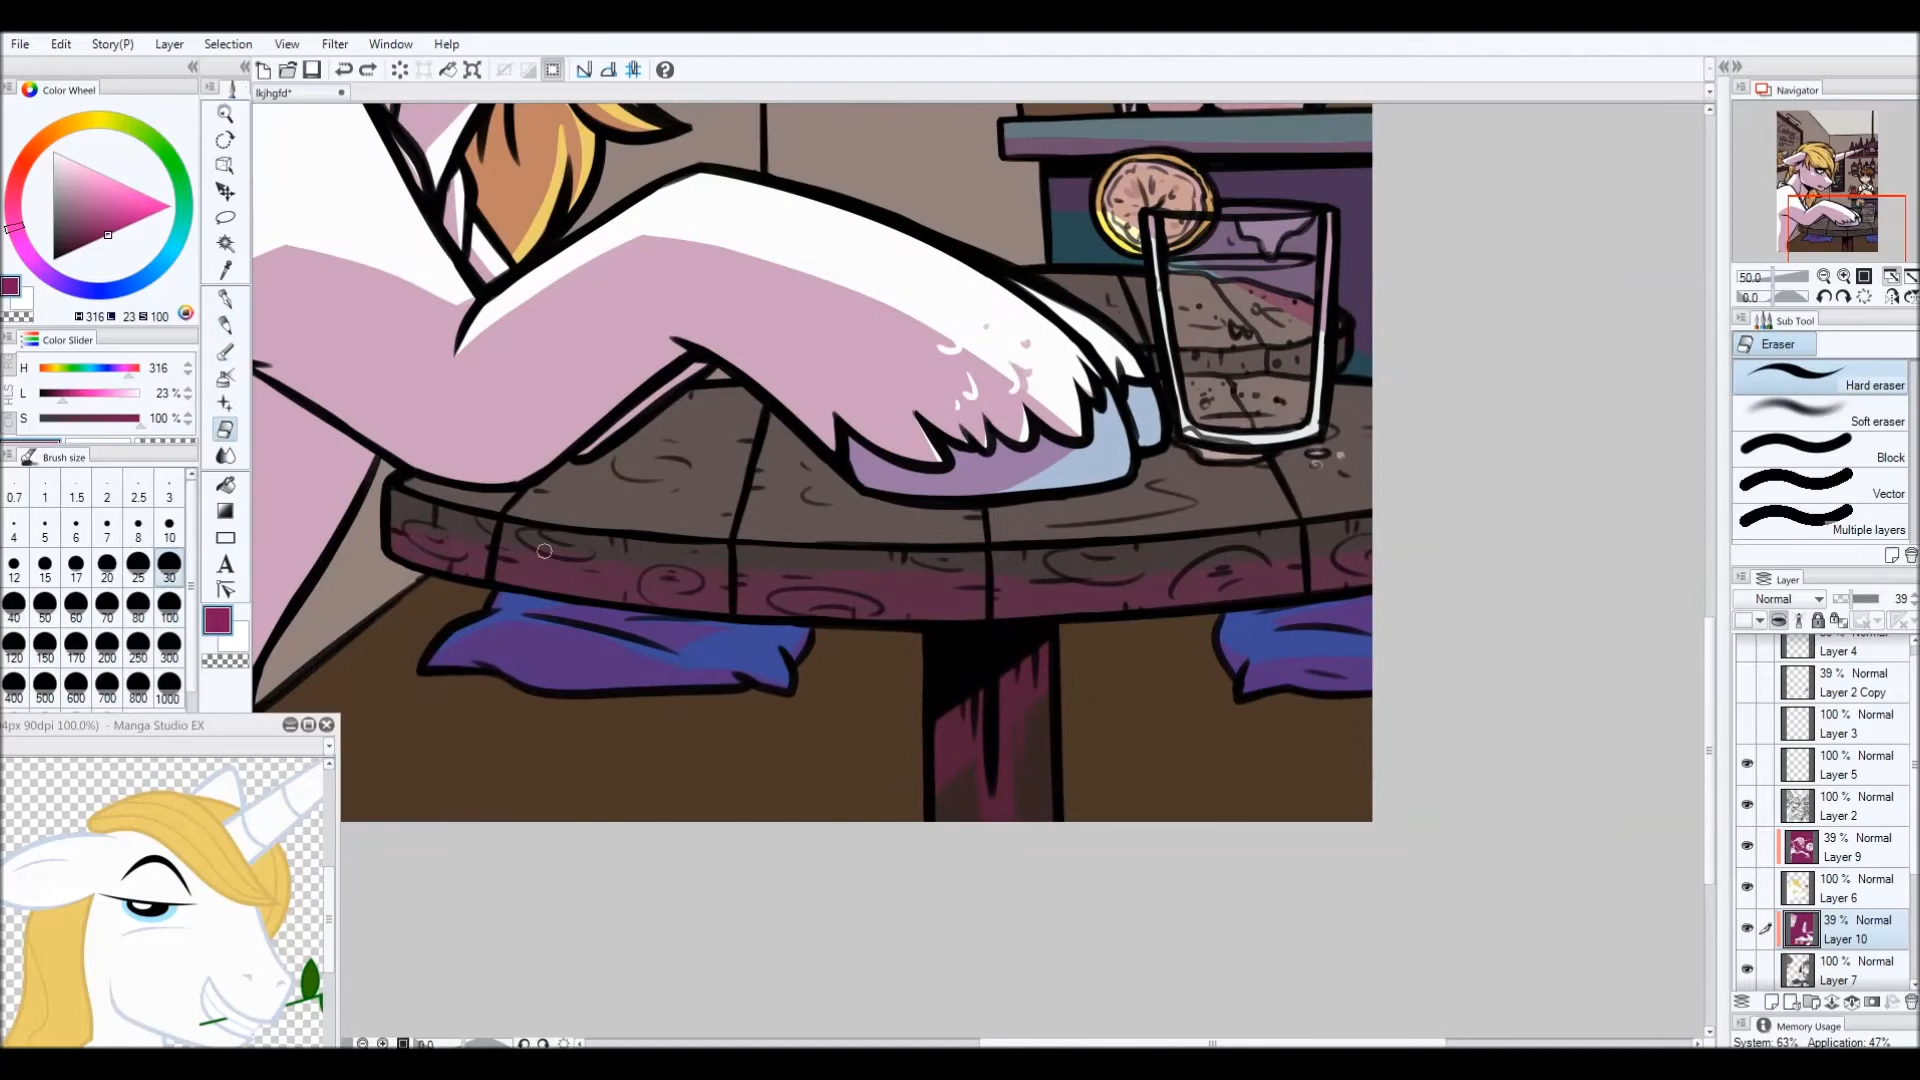 File Edit Story(P) Layer Selection View Filter Window Help
lkjhgfd*
Color Wheel
H 316 L 23 S 100
Color Slider
H 316
L 23 %
S 100 %
Brush size
0.7 1 1.5 2 2.5 3
4 5 6 7 8 10
12 15 17 20 25 30
40 50 60 70 80 100
120 150 170 200 250 300
400 500 600 700 800 1000
4px 90dpi 100.0%) - Manga Studio EX
0.0
Navigator
50.0
0.0
Sub Tool
Eraser
Hard eraser
Soft eraser
Block
Vector
Multiple layers
Layer
Normal 39
Layer 4
39 % Normal
Layer 2 Copy
100 % Normal
Layer 3
100 % Normal
Layer 5
100 % Normal
Layer 2
39 % Normal
Layer 9
100 % Normal
Layer 6
39 % Normal
Layer 10
100 % Normal
Layer 7
Memory Usage
System: 63% Application: 47%